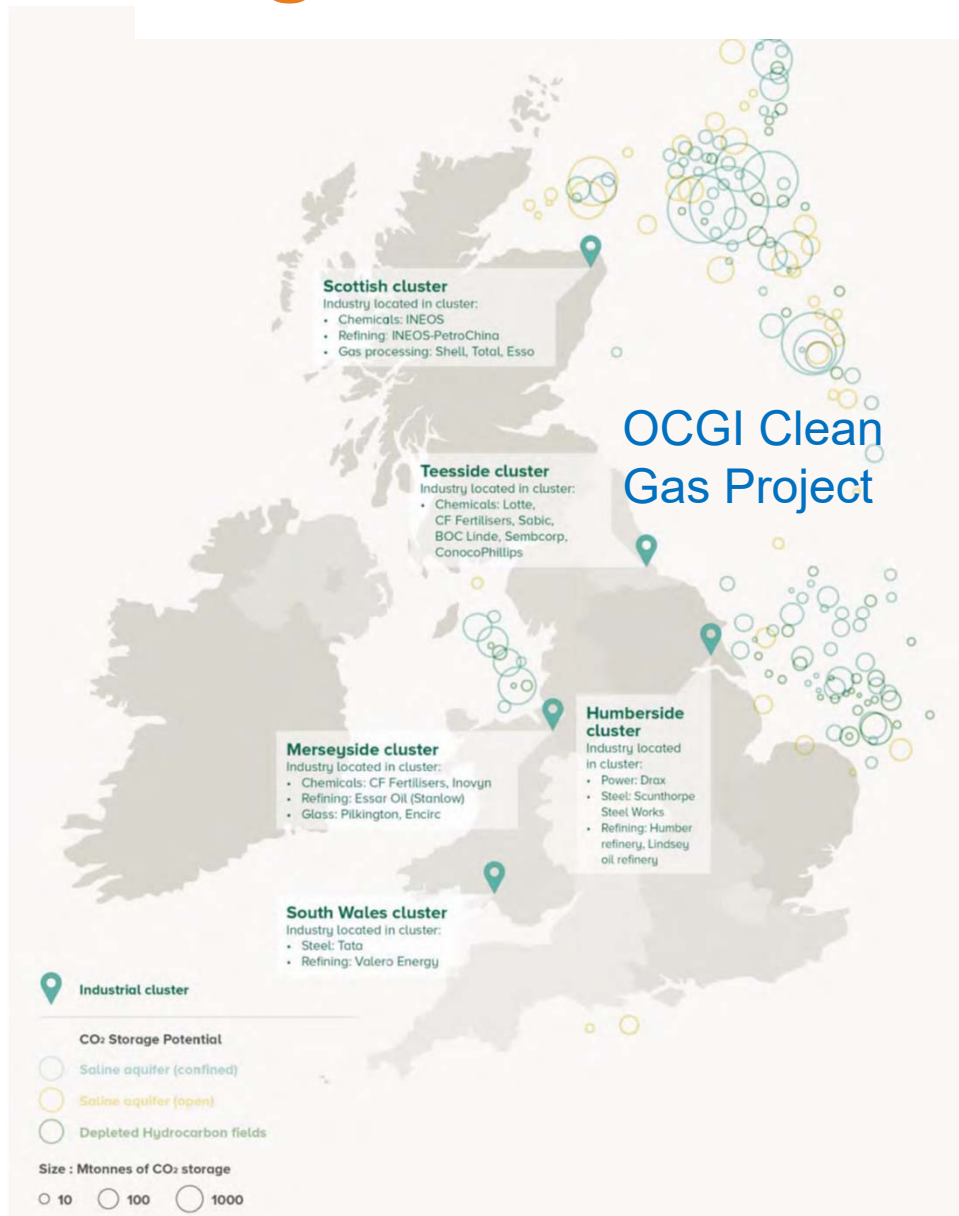 Scottish cluster
Industry located in cluster:
• Chemicals: INEOS
• Refining: INEOS-PetroChina
• Gas processing: Shell, Total, Esso
OCGI Clean
Gas Project
Teesside cluster
Industry located in cluster:
• Chemicals: Lotte,
CF Fertilisers, Sabic,
BOC Linde, Sembcorp,
ConocoPhillips
Humberside
cluster
Industry located
in cluster:
• Power: Drax
• Steel: Scunthorpe
Steel Works
• Refining: Humber
refinery, Lindsey
oil refinery
Merseyside cluster
Industry located in cluster:
• Chemicals: CF Fertilisers, Inovyn
• Refining: Essar Oil (Stanlow)
• Glass: Pilkington, Encirc
South Wales cluster
Industry located in cluster:
• Steel: Tata
• Refining: Valero Energy
Industrial cluster
CO₂ Storage Potential
Saline aquifer (confined)
Saline aquifer (open)
Depleted Hydrocarbon fields
Size : Mtonnes of CO₂ storage
10 100 1000